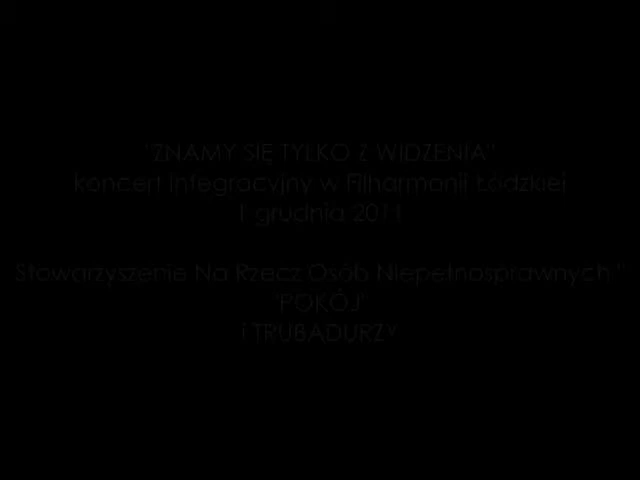 "ZNAMY SIĘ TYLKO Z WIDZENIA"
koncert integracyjny w Filharmonii Łódzkiej
1 grudnia 2011
Stowarzyszenie Na Rzecz Osób Niepełnosprawnych "
"POKÓJ"
i TRUBADURZY